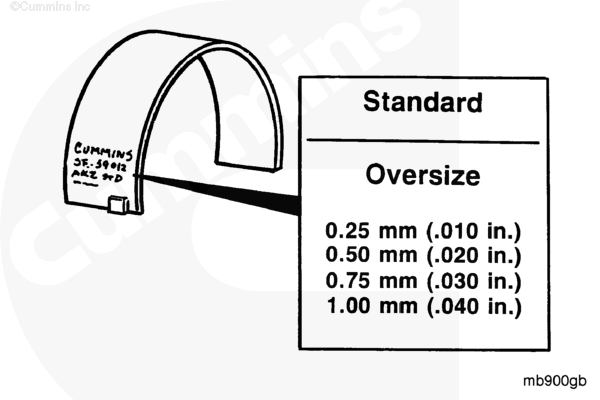 ©Cummins Inc
Cummins
CUMMINS
SF-59012
AKZ STD
Standard
Oversize
0.25 mm (.010 in.)
0.50 mm (.020 in.)
0.75 mm (.030 in.)
1.00 mm (.040 in.)
mb900gb